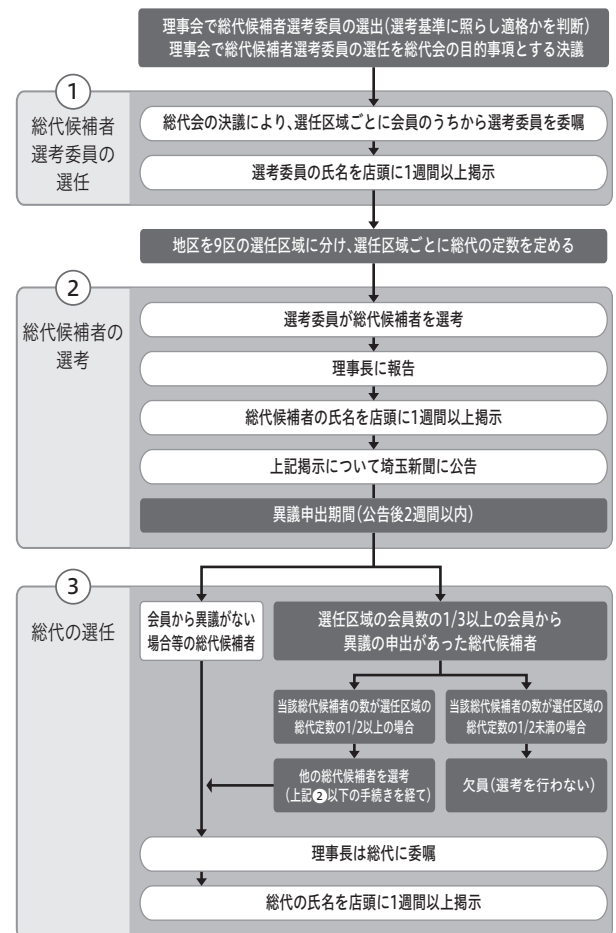 理事会で総代候補者選考委員の選出(選考基準に照らし適格かを判断)
理事会で総代候補者選考委員の選任を総代会の目的事項とする決議
①
総代候補者
選考委員の
選任
総代会の決議により、選任区域ごとに会員のうちから選考委員を委嘱
選考委員の氏名を店頭に1週間以上掲示
地区を9区の選任区域に分け、選任区域ごとに総代の定数を定める
②
総代候補者の
選考
選考委員が総代候補者を選考
理事長に報告
総代候補者の氏名を店頭に1週間以上掲示
上記掲示について埼玉新聞に公告
異議申出期間(公告後2週間以内)
③
総代の選任
会員から異議がない
場合等の総代候補者
選任区域の会員数の1/3以上の会員から
異議の申出があった総代候補者
当該総代候補者の数が選任区域の
総代定数の1/2以上の場合
当該総代候補者の数が選任区域の
総代定数の1/2未満の場合
他の総代候補者を選考
(上記❷以下の手続きを経て)
欠員(選考を行わない)
理事長は総代に委嘱
総代の氏名を店頭に1週間以上掲示